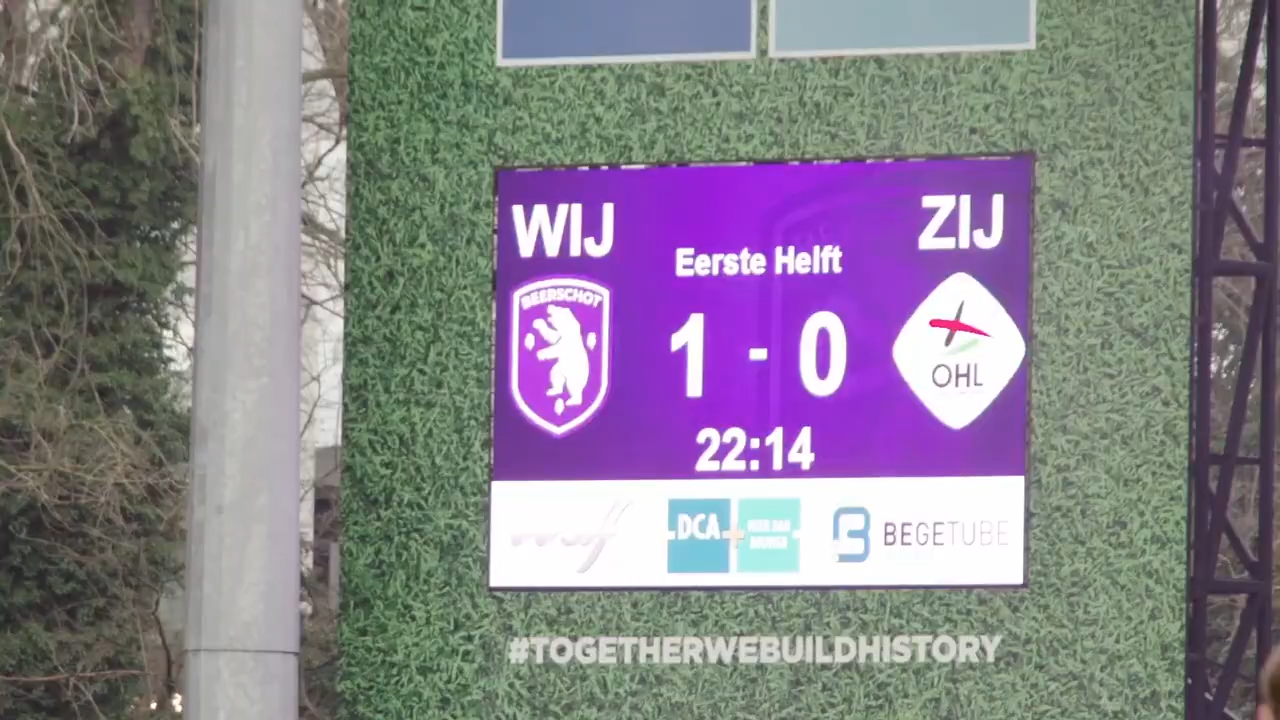 WIJ
ZIJ
Eerste Helft
BEERSCHOT
1 - 0
OHL
22:14
DCA
BEGETUBE
#TOGETHERWEBUILDHISTORY